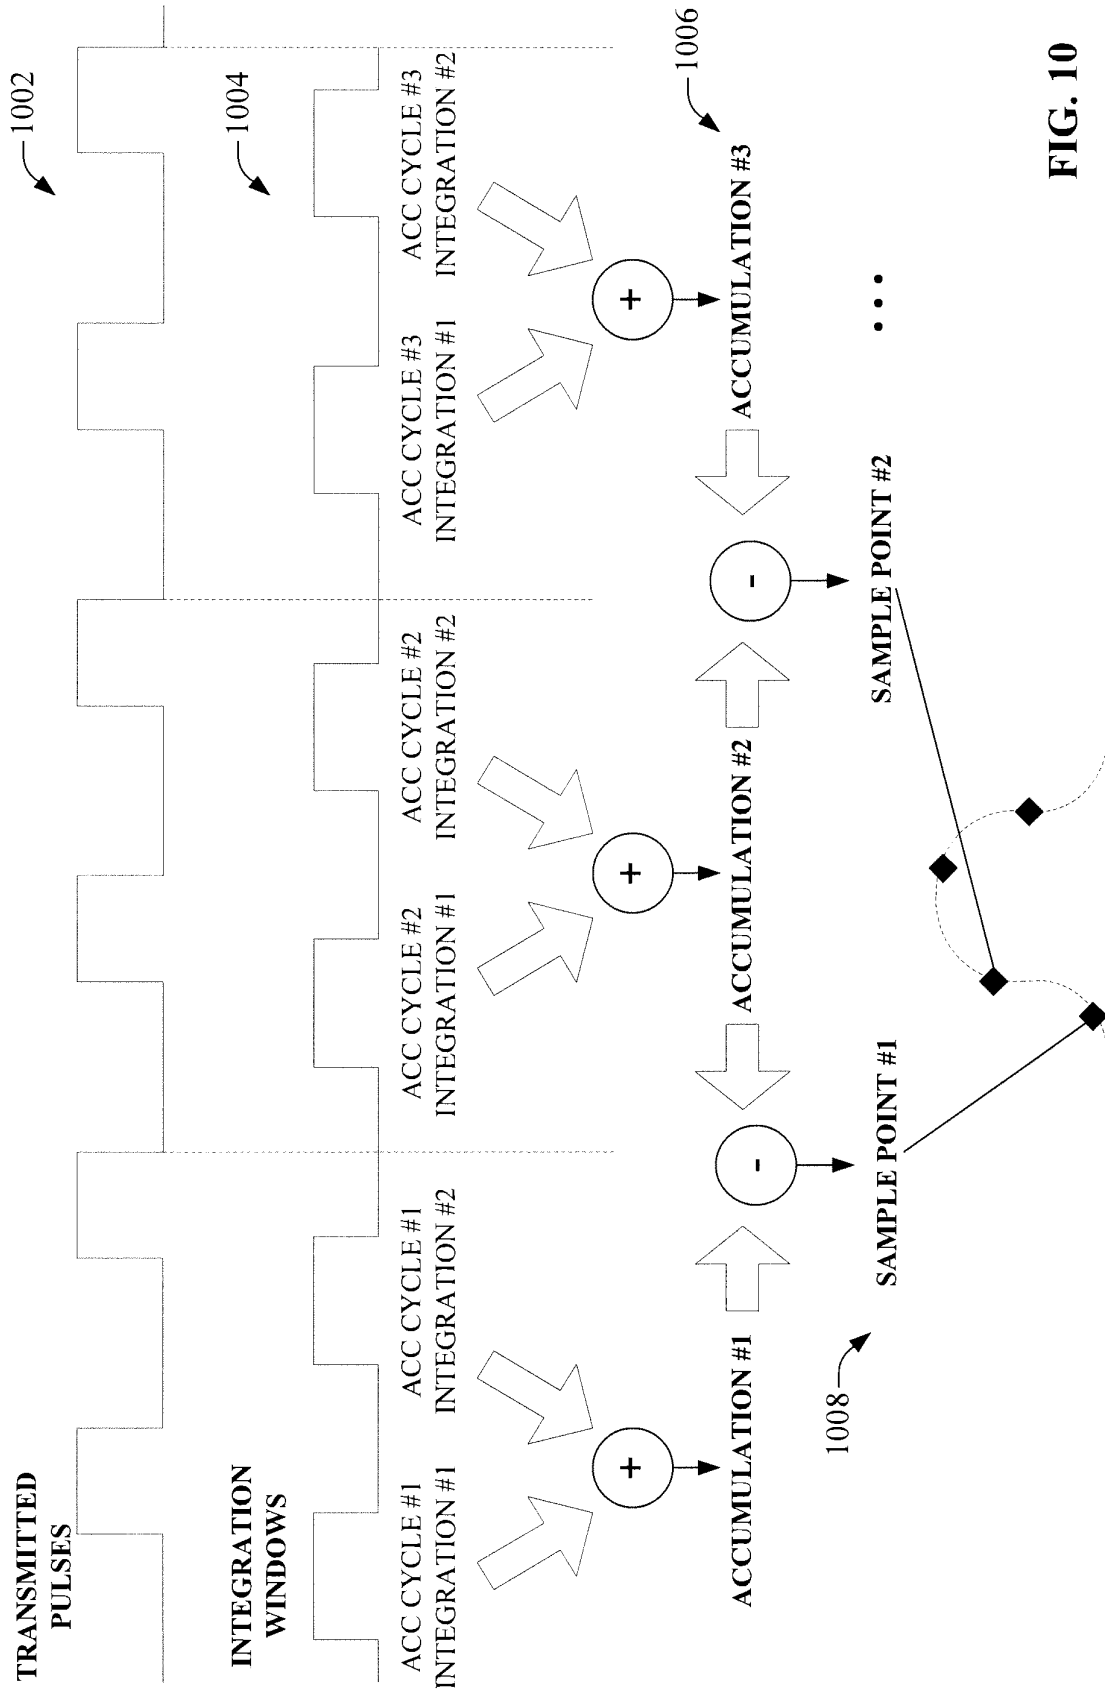 TRANSMITTED
PULSES
1002
INTEGRATION
WINDOWS
1004
ACC CYCLE #1
INTEGRATION #1
ACC CYCLE #1
INTEGRATION #2
ACC CYCLE #2
INTEGRATION #1
ACC CYCLE #2
INTEGRATION #2
ACC CYCLE #3
INTEGRATION #1
ACC CYCLE #3
INTEGRATION #2
+
+
+
1006
ACCUMULATION #1
-
ACCUMULATION #2
-
ACCUMULATION #3
1008
SAMPLE POINT #1
SAMPLE POINT #2
...
FIG. 10